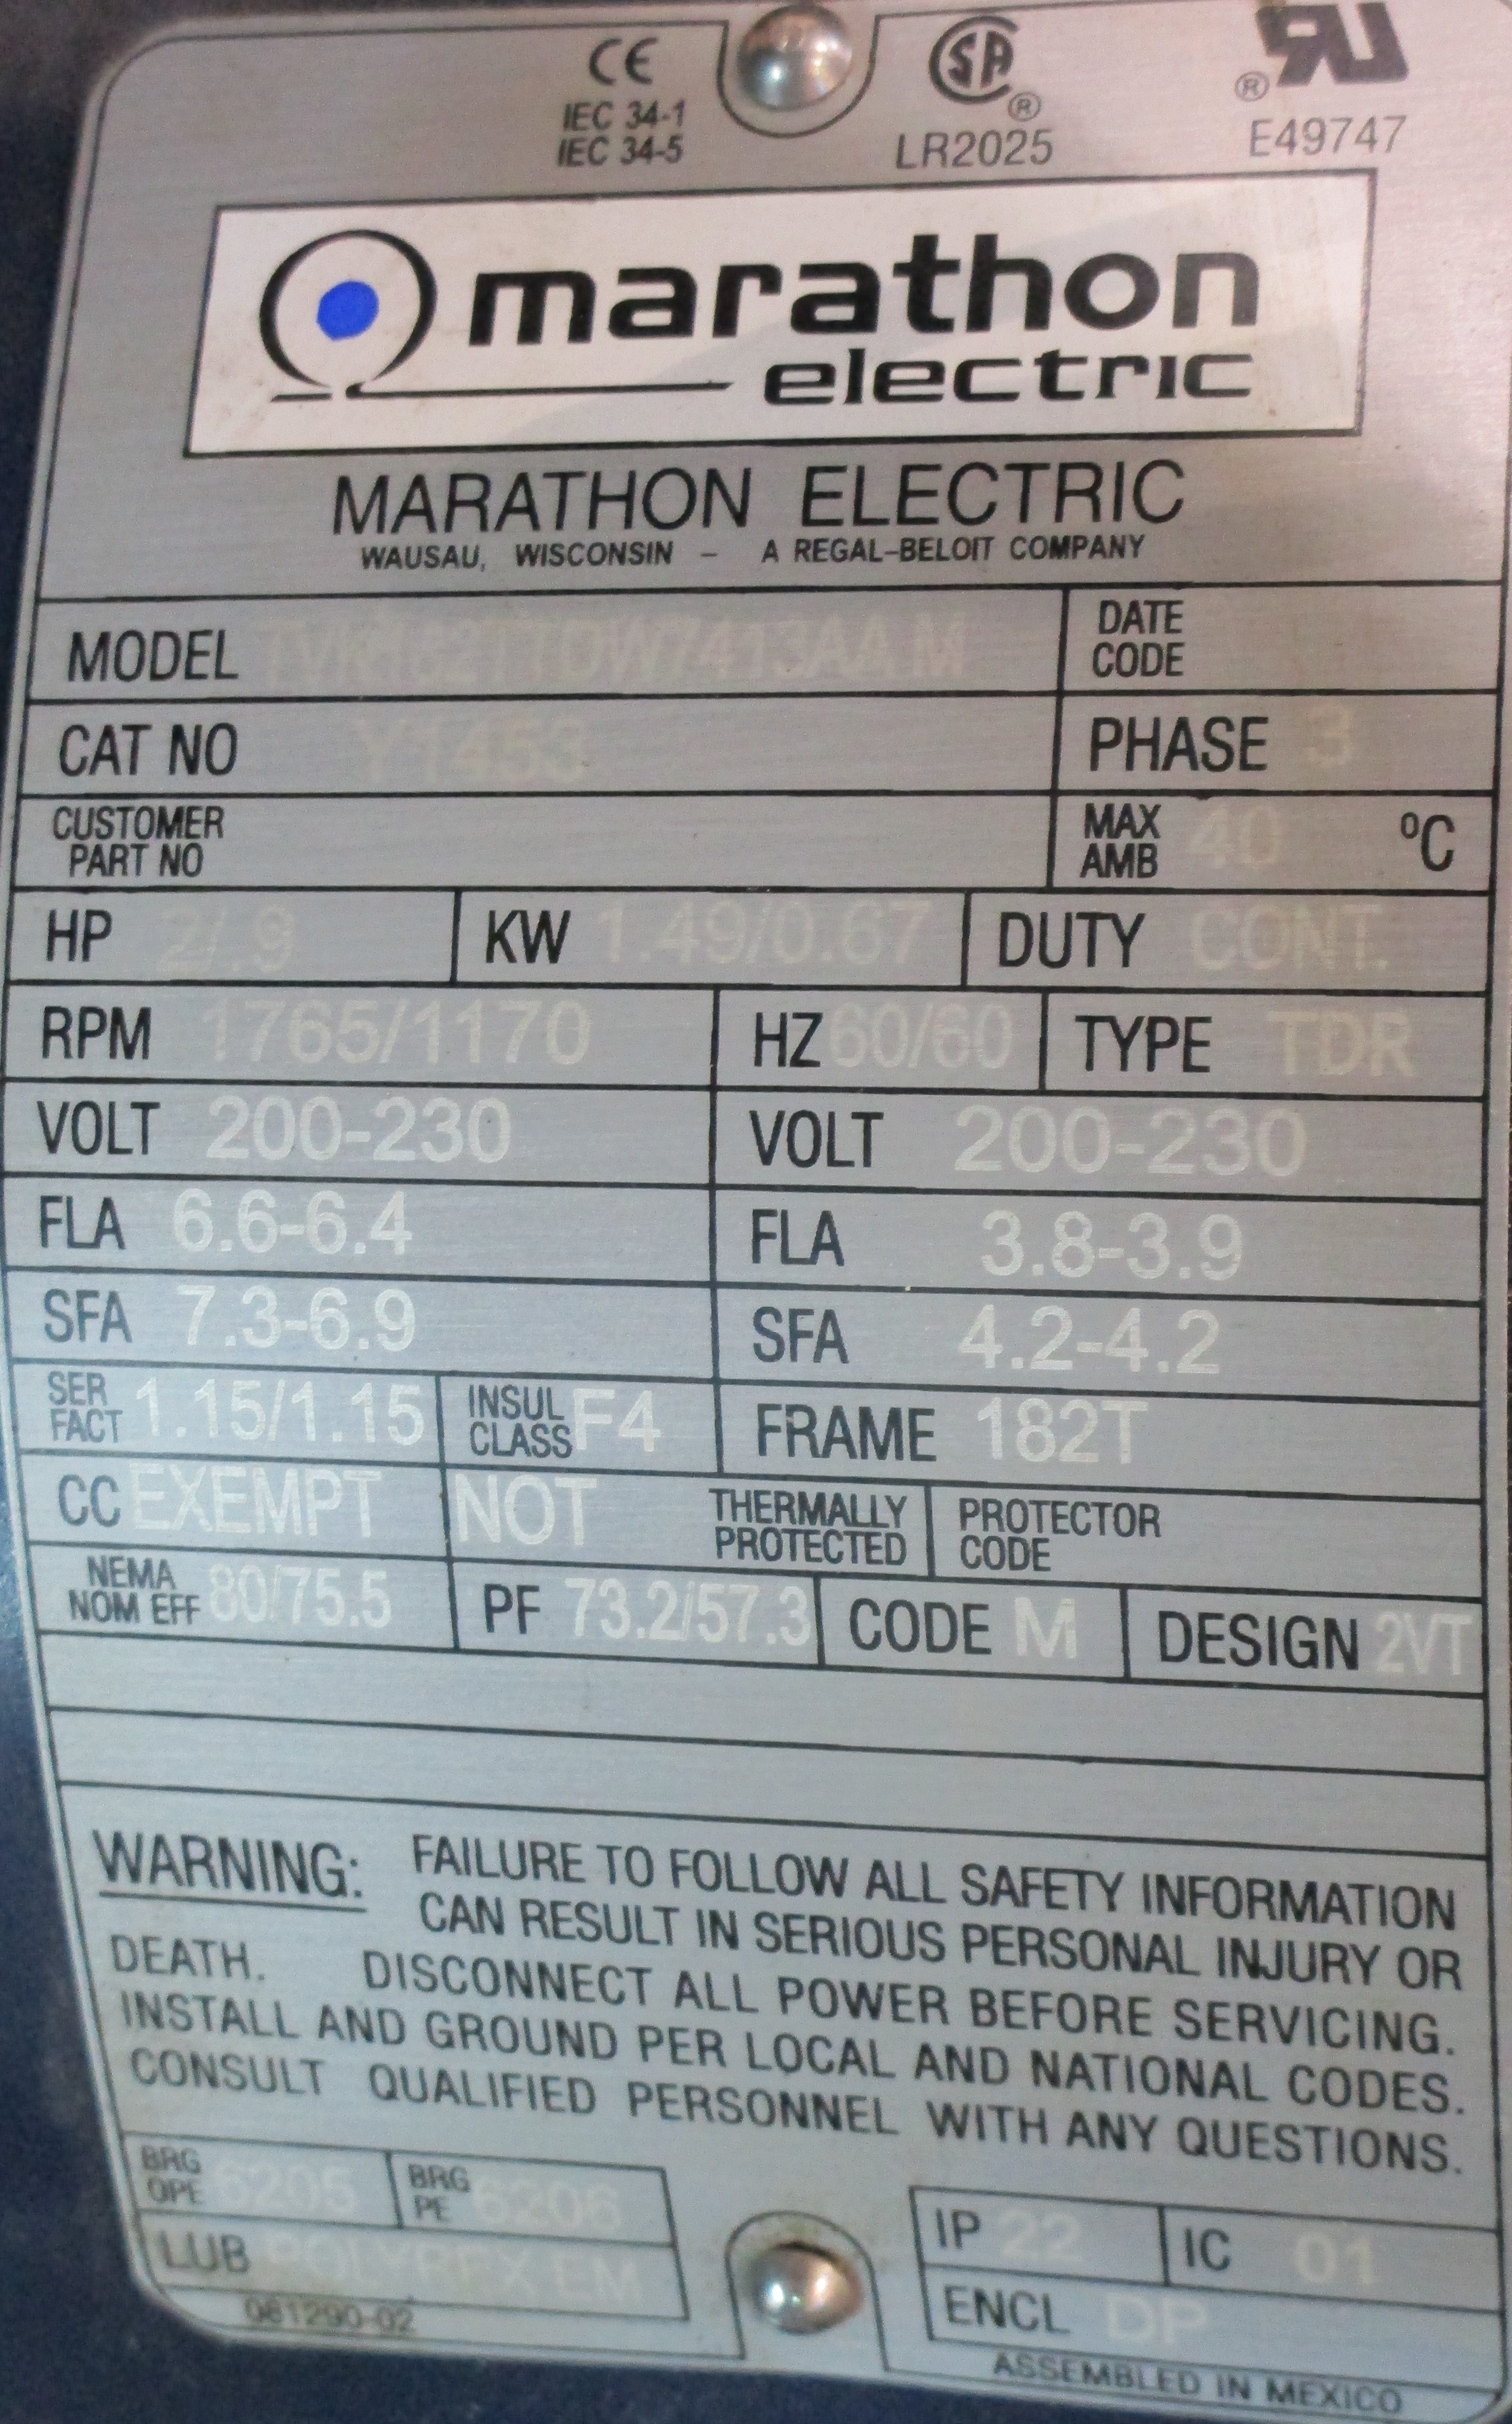 CE
IEC 34-1
IEC 34-5
SA ®
LR2025
® RU
E49747
marathon
electric
MARATHON ELECTRIC
WAUSAU, WISCONSIN – A REGAL-BELOIT COMPANY
MODEL
DATE CODE
CAT NO Y1453
PHASE 3
CUSTOMER PART NO
MAX AMB 40 ºC
HP 2/.9 KW 1.49/0.67 DUTY CONT.
RPM 1765/1170 HZ 60/60 TYPE TDR
VOLT 200-230 VOLT 200-230
FLA 6.6-6.4 FLA 3.8-3.9
SFA 7.3-6.9 SFA 4.2-4.2
SER FACT 1.15/1.15 INSUL CLASS F4 FRAME 182T
CC EXEMPT NOT THERMALLY PROTECTED PROTECTOR CODE
NEMA NOM EFF 80/75.5 PF 73.2/57.3 CODE M DESIGN 2VT
WARNING: FAILURE TO FOLLOW ALL SAFETY INFORMATION
CAN RESULT IN SERIOUS PERSONAL INJURY OR
DEATH. DISCONNECT ALL POWER BEFORE SERVICING.
INSTALL AND GROUND PER LOCAL AND NATIONAL CODES.
CONSULT QUALIFIED PERSONNEL WITH ANY QUESTIONS.
BRG OPE 6205 BRG PE 6206
LUB POLYREX EM
IP 22 IC 01
ENCL DP
081290-02
ASSEMBLED IN MEXICO